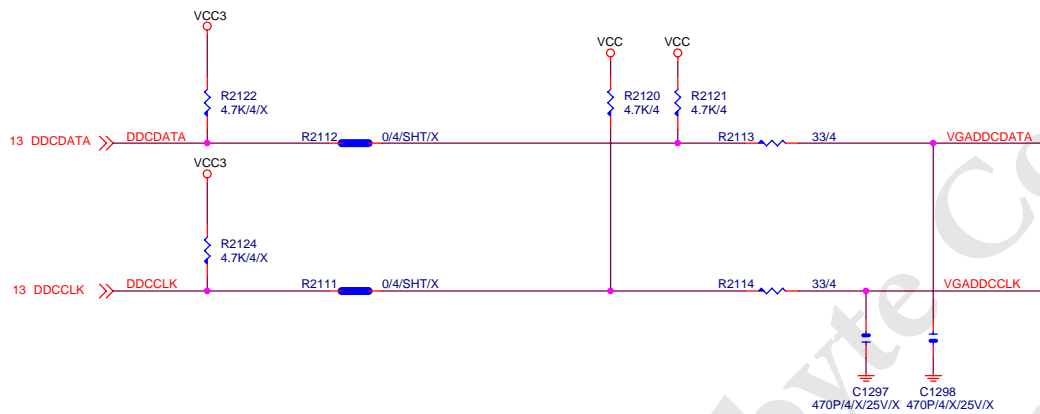 VCC3
VCC
VCC
R2122
4.7K/4/X
R2120
4.7K/4
R2121
4.7K/4
13 DDCDATA
DDCDATA
R2112
0/4/SHT/X
R2113
33/4
VGADDCDATA
VCC3
R2124
4.7K/4/X
13 DDCCLK
DDCCLK
R2111
0/4/SHT/X
R2114
33/4
VGADDCCLK
C1297
470P/4/X/25V/X
C1298
470P/4/X/25V/X
byte Co